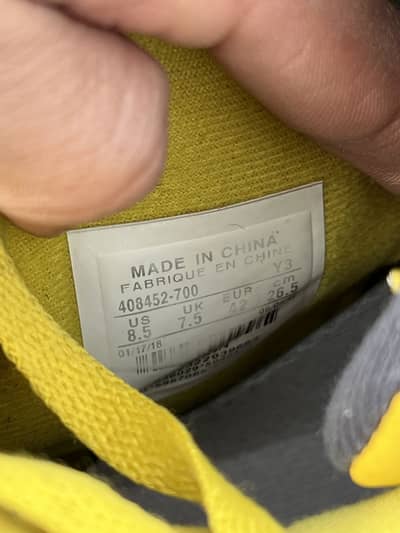 MADE IN CHINA
FABRIQUE EN CHINE
408452-700 Y3
US UK EUR cm
8.5 7.5 42 26.5
01/17/18